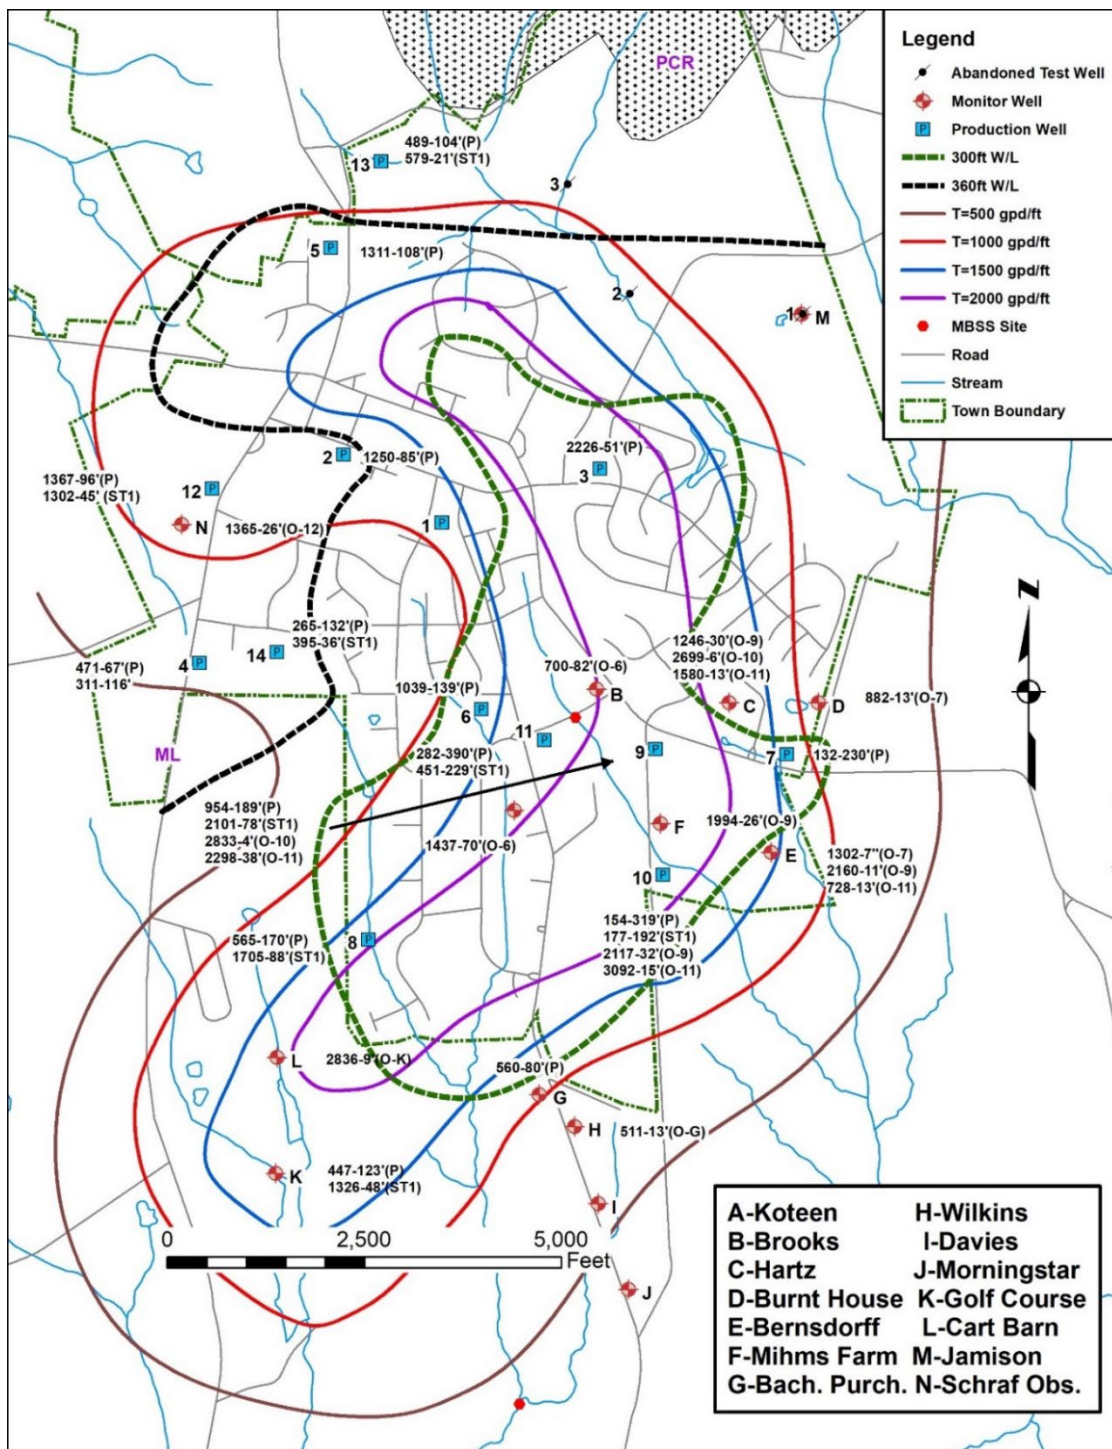 PCR
Legend
Abandoned Test Well
Monitor Well
P Production Well
300ft W/L
360ft W/L
T=500 gpd/ft
T=1000 gpd/ft
T=1500 gpd/ft
T=2000 gpd/ft
MBSS Site
Road
Stream
Town Boundary
489-104'(P)
579-21'(ST1)
13 P
3
5 P
1311-108'(P)
2
1 M
2 P
1250-85'(P)
2226-51'(P)
3 P
1367-96'(P)
1302-45'(ST1)
12 P
N
1365-26'(O-12)
1 P
265-132'(P)
395-36'(ST1)
1246-30'(O-9)
2699-6'(O-10)
1580-13'(O-11)
471-67'(P)
311-116'
4 P
14 P
700-82'(O-6)
1039-139'(P)
B
C
D
882-13'(O-7)
6 P
11 P
9 P
7 P
132-230'(P)
ML
282-390'(P)
451-229'(ST1)
954-189'(P)
2101-78'(ST1)
2833-4'(O-10)
2298-38'(O-11)
1437-70'(O-6)
F
1994-26'(O-9)
E
1302-7"(O-7)
2160-11'(O-9)
728-13'(O-11)
10 P
565-170'(P)
1705-88'(ST1)
8 P
154-319'(P)
177-192'(ST1)
2117-32'(O-9)
3092-15'(O-11)
L
2836-9'(O-K)
560-80'(P)
G
H
511-13'(O-G)
K
447-123'(P)
1326-48'(ST1)
I
J
0 2,500 5,000
Feet
N
A-Koteen H-Wilkins
B-Brooks I-Davies
C-Hartz J-Morningstar
D-Burnt House K-Golf Course
E-Bernsdorff L-Cart Barn
F-Mihms Farm M-Jamison
G-Bach. Purch. N-Schraf Obs.